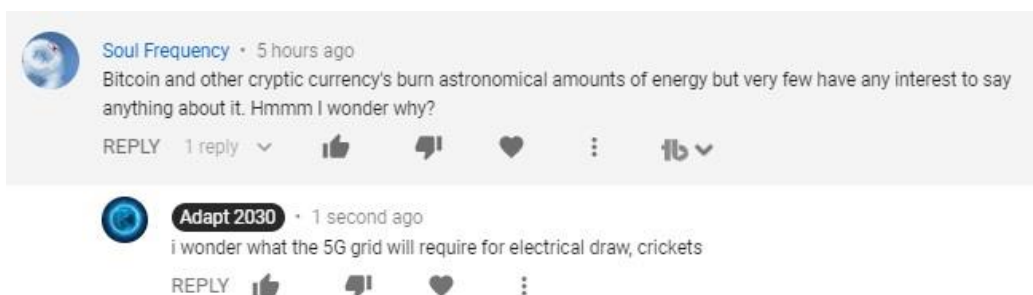 Soul Frequency • 5 hours ago
Bitcoin and other cryptic currency's burn astronomical amounts of energy but very few have any interest to say
anything about it. Hmmm I wonder why?
REPLY 1 reply
Adapt 2030 • 1 second ago
i wonder what the 5G grid will require for electrical draw, crickets
REPLY